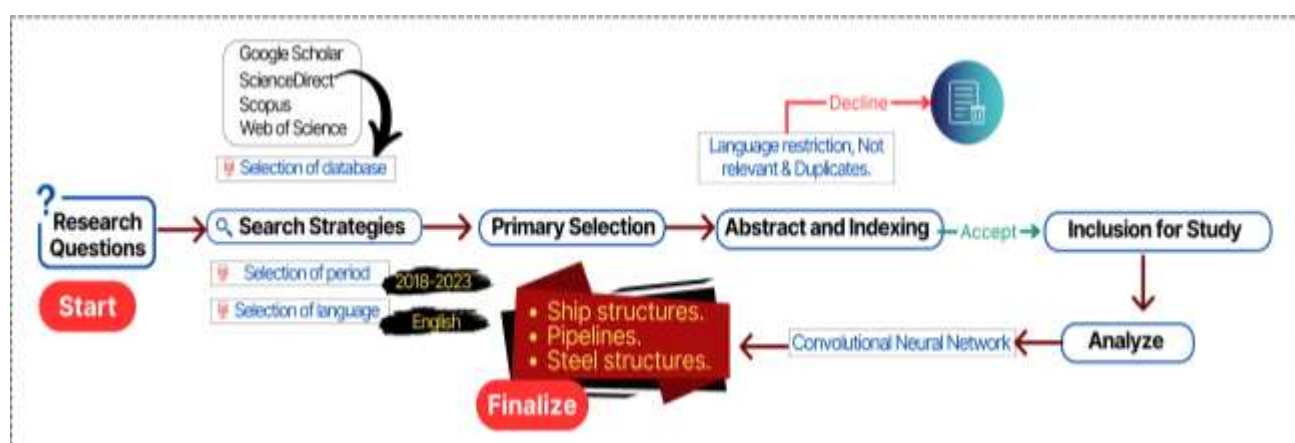 Google Scholar
ScienceDirect
Scopus
Web of Science
Selection of database
Decline
Language restriction, Not
relevant & Duplicates.
?
Research
Questions
Search Strategies
Primary Selection
Abstract and Indexing
Accept
Inclusion for Study
Start
Selection of period
2018-2023
Selection of language
English
• Ship structures.
• Pipelines.
• Steel structures.
Convolutional Neural Network
Analyze
Finalize